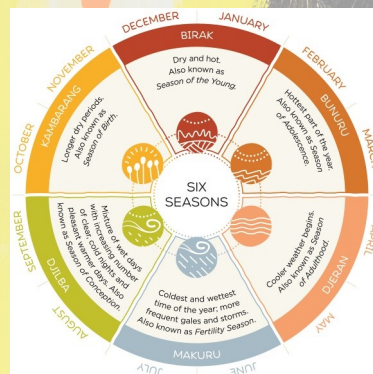 DECEMBER
JANUARY
BIRAK
Dry and hot.
Also known as
Season of the Young.
FEBRUARY
MARCH
BUNURU
Hottest part of the year.
Also known as Season
of Adolescence.
APRIL
MAY
DJERAN
Cooler weather begins.
Also known as Season
of Adulthood.
JUNE
JULY
MAKURU
Coldest and wettest
time of the year; more
frequent gales and storms.
Also known as Fertility Season.
AUGUST
SEPTEMBER
DJILBA
Mixture of wet days
with increasing number
of clear, cold nights and
pleasant warmer days. Also
known as Season of Conception.
OCTOBER
NOVEMBER
KAMBARANG
Longer dry periods.
Also known as
Season of Birth.
SIX
SEASONS